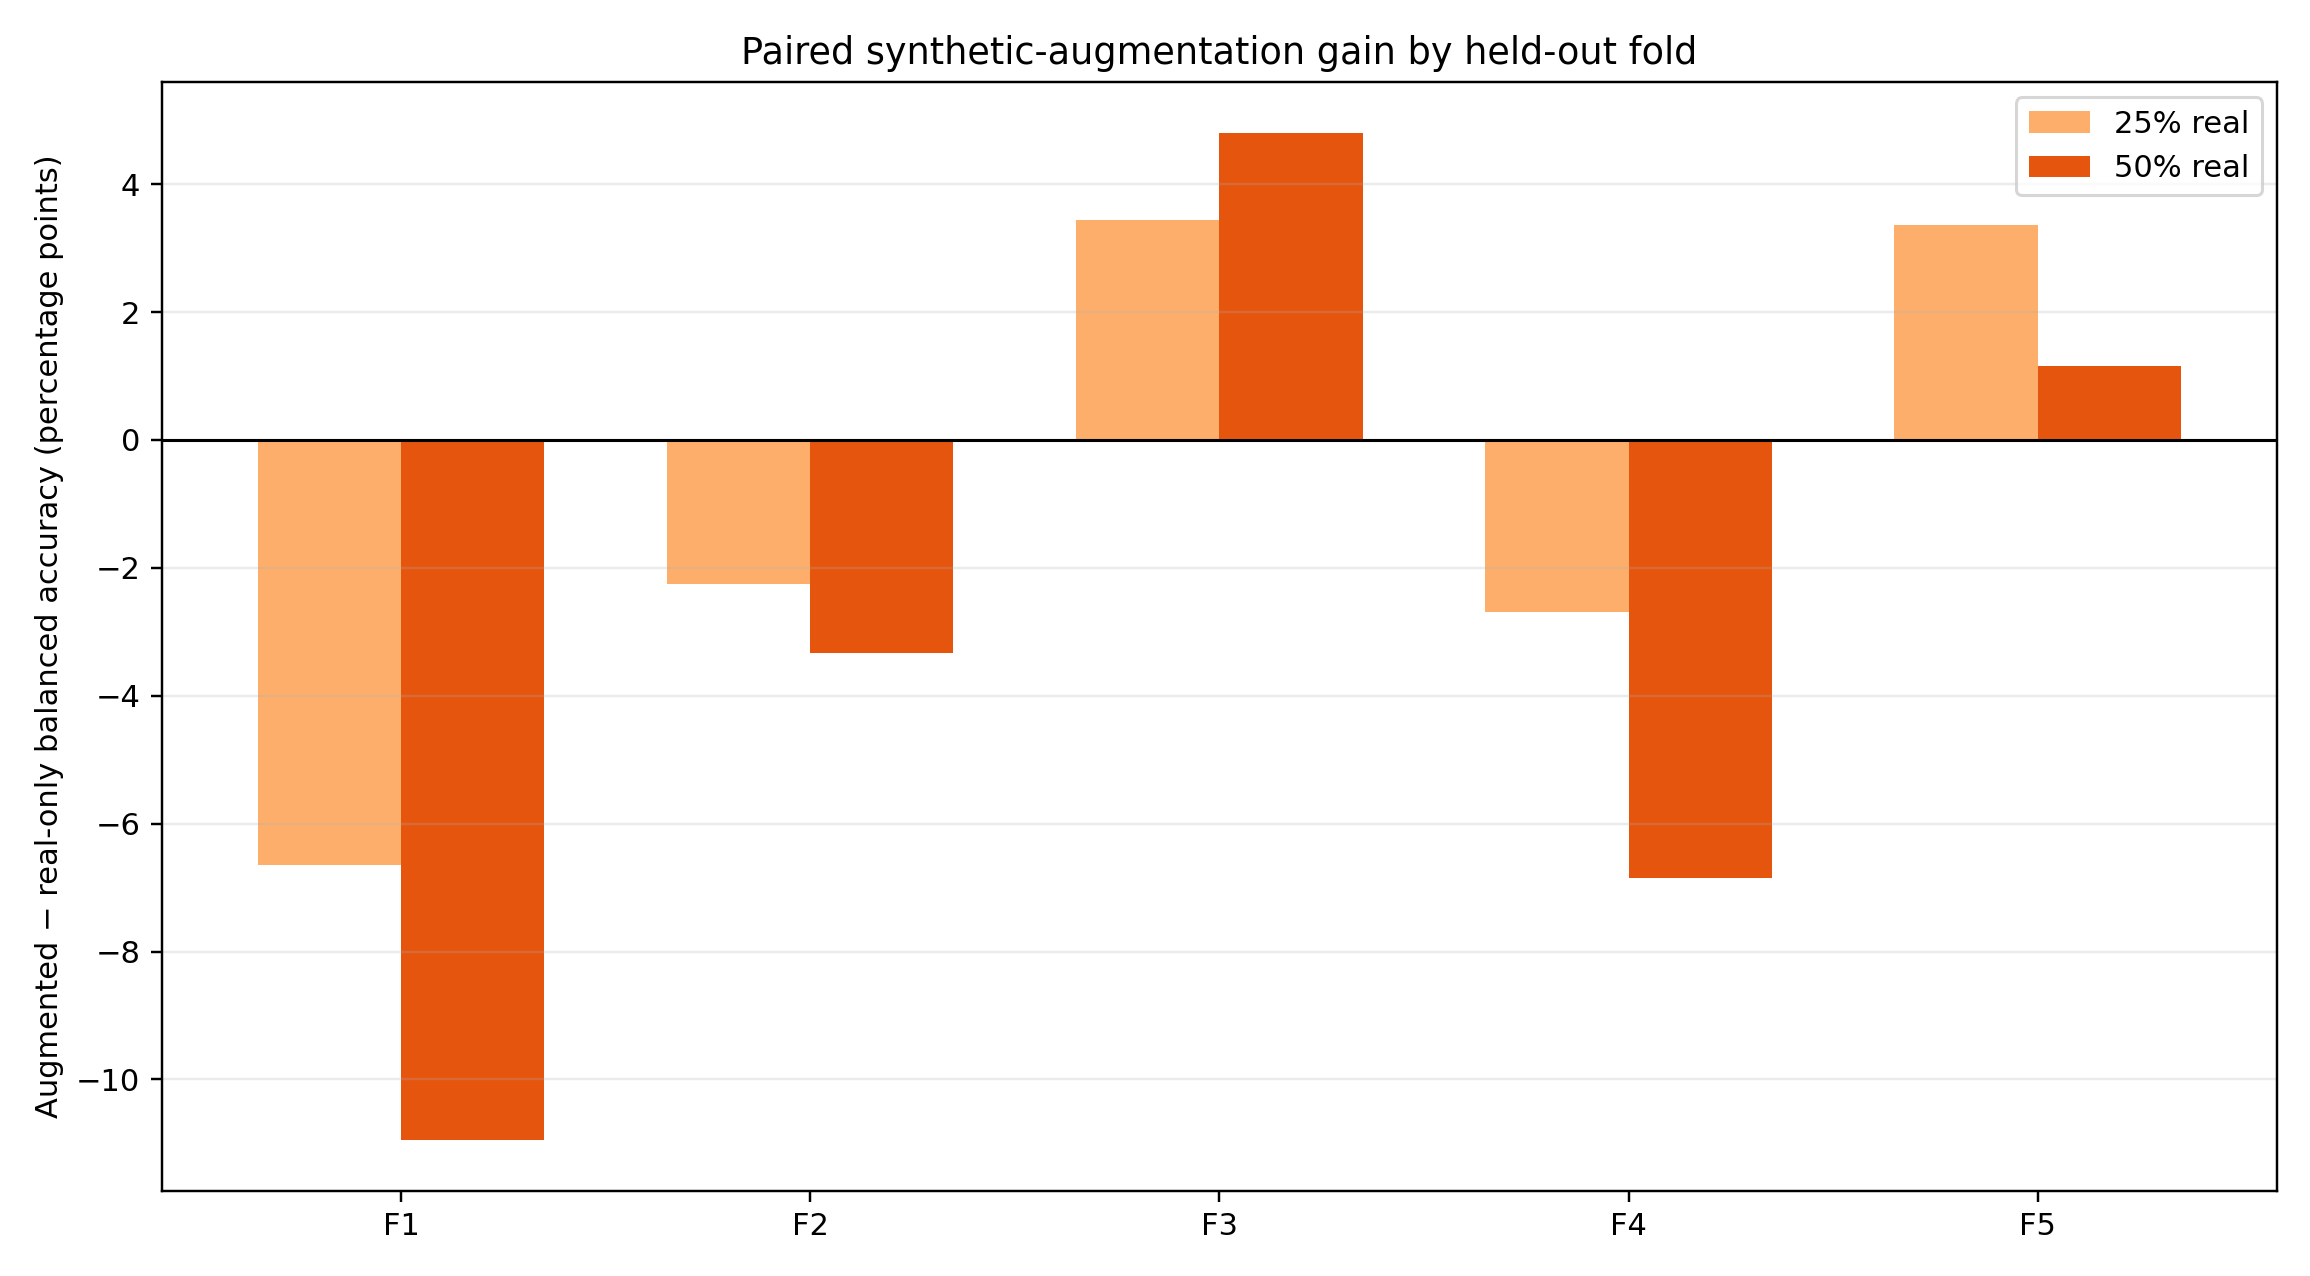 Paired synthetic-augmentation gain by held-out fold
Augmented − real-only balanced accuracy (percentage points)
25% real
50% real
4
2
0
−2
−4
−6
−8
−10
F1 F2 F3 F4 F5